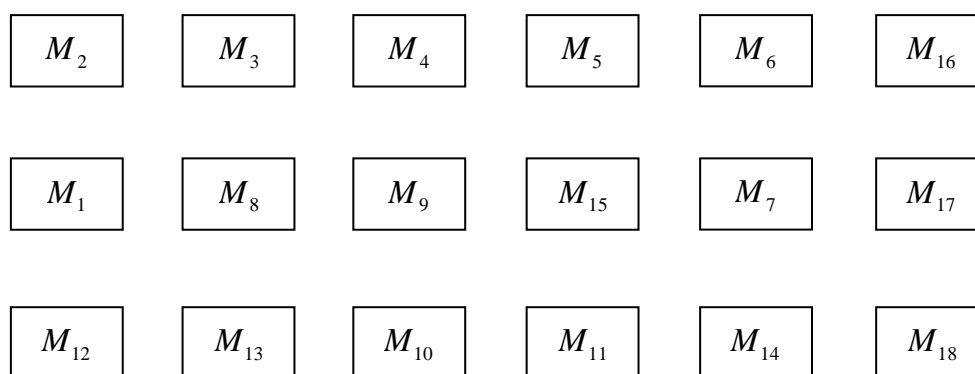 M₂ M₃ M₄ M₅ M₆ M₁₆
M₁ M₈ M₉ M₁₅ M₇ M₁₇
M₁₂ M₁₃ M₁₀ M₁₁ M₁₄ M₁₈